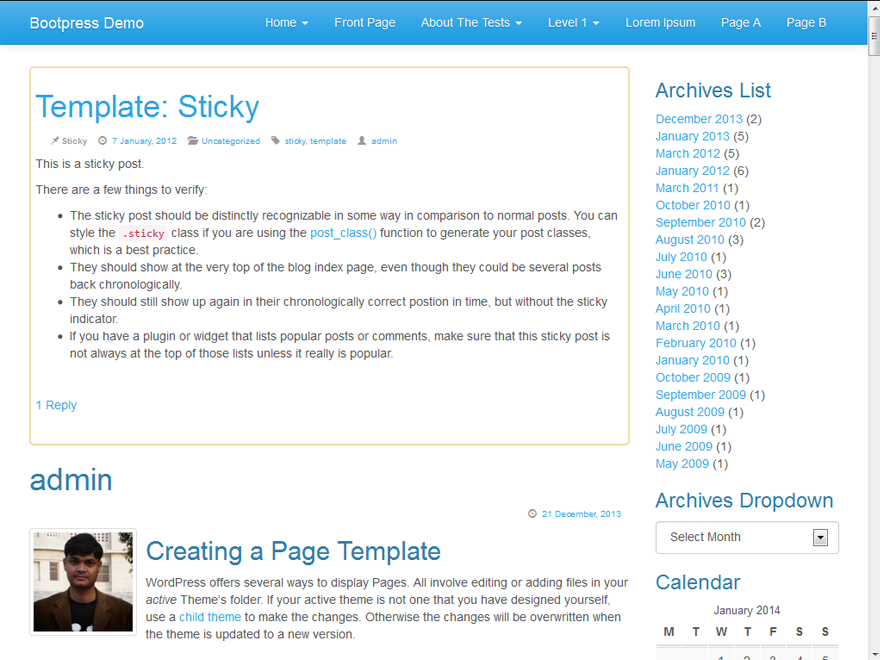 Bootpress Demo
Home Front Page About The Tests Level 1 Lorem Ipsum Page A Page B
Template: Sticky
Sticky 7 January, 2012 Uncategorized sticky, template admin
This is a sticky post.
There are a few things to verify:
The sticky post should be distinctly recognizable in some way in comparison to normal posts. You can
style the .sticky class if you are using the post_class() function to generate your post classes,
which is a best practice.
They should show at the very top of the blog index page, even though they could be several posts
back chronologically.
They should still show up again in their chronologically correct postion in time, but without the sticky
indicator.
If you have a plugin or widget that lists popular posts or comments, make sure that this sticky post is
not always at the top of those lists unless it really is popular.
1 Reply
admin
21 December, 2013
Creating a Page Template
WordPress offers several ways to display Pages. All involve editing or adding files in your
active Theme's folder. If your active theme is not one that you have designed yourself,
use a child theme to make the changes. Otherwise the changes will be overwritten when
the theme is updated to a new version.
Archives List
December 2013 (2)
January 2013 (5)
March 2012 (5)
January 2012 (6)
March 2011 (1)
October 2010 (1)
September 2010 (2)
August 2010 (3)
July 2010 (1)
June 2010 (3)
May 2010 (1)
April 2010 (1)
March 2010 (1)
February 2010 (1)
January 2010 (1)
October 2009 (1)
September 2009 (1)
August 2009 (1)
July 2009 (1)
June 2009 (1)
May 2009 (1)
Archives Dropdown
Select Month
Calendar
January 2014
M T W T F S S